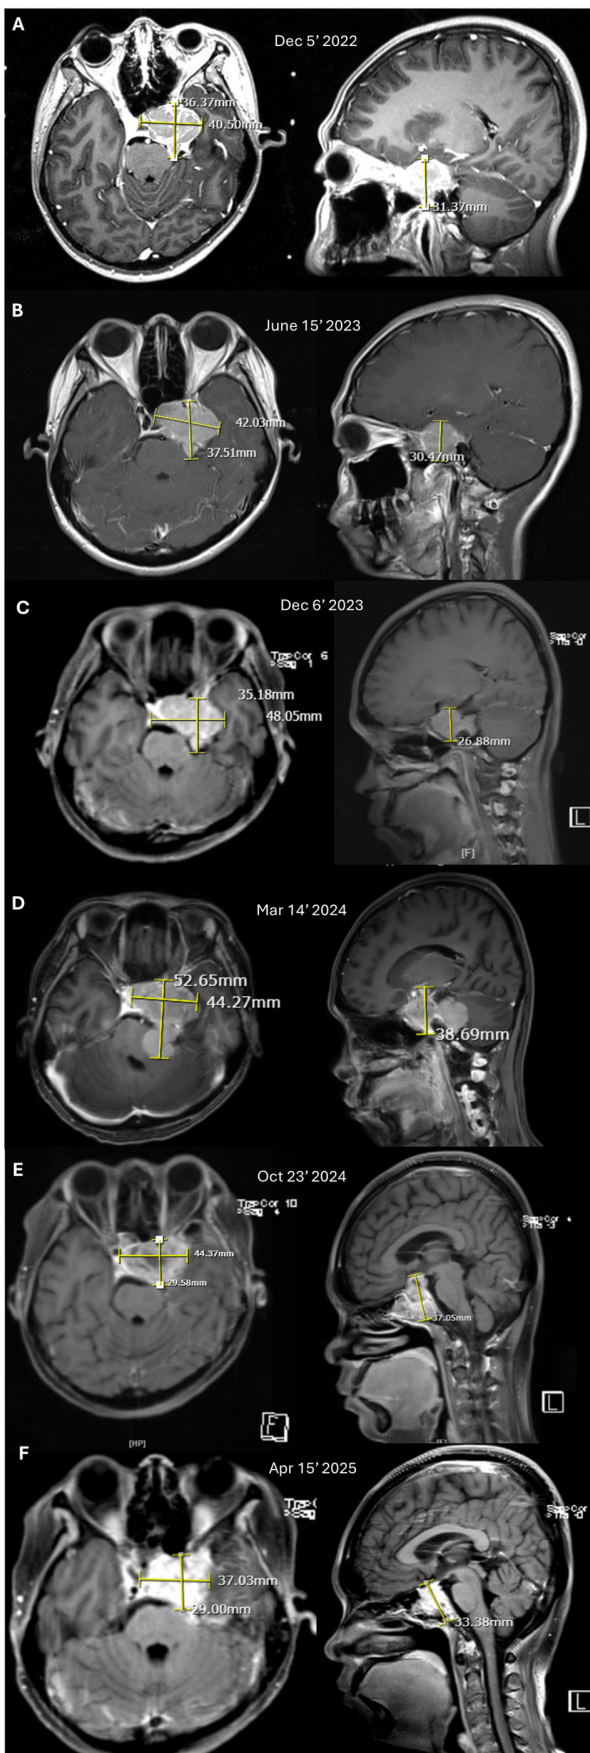 A
Dec 5' 2022
36.37mm
40.50mm
31.37mm
B
June 15' 2023
42.03mm
37.51mm
30.47mm
C
Dec 6' 2023
35.18mm
48.05mm
26.88mm
L
[F]
D
Mar 14' 2024
52.65mm
44.27mm
38.69mm
E
Oct 23' 2024
44.37mm
29.58mm
37.05mm
F
L
[HP]
F
Apr 15' 2025
37.03mm
29.00mm
33.38mm
L